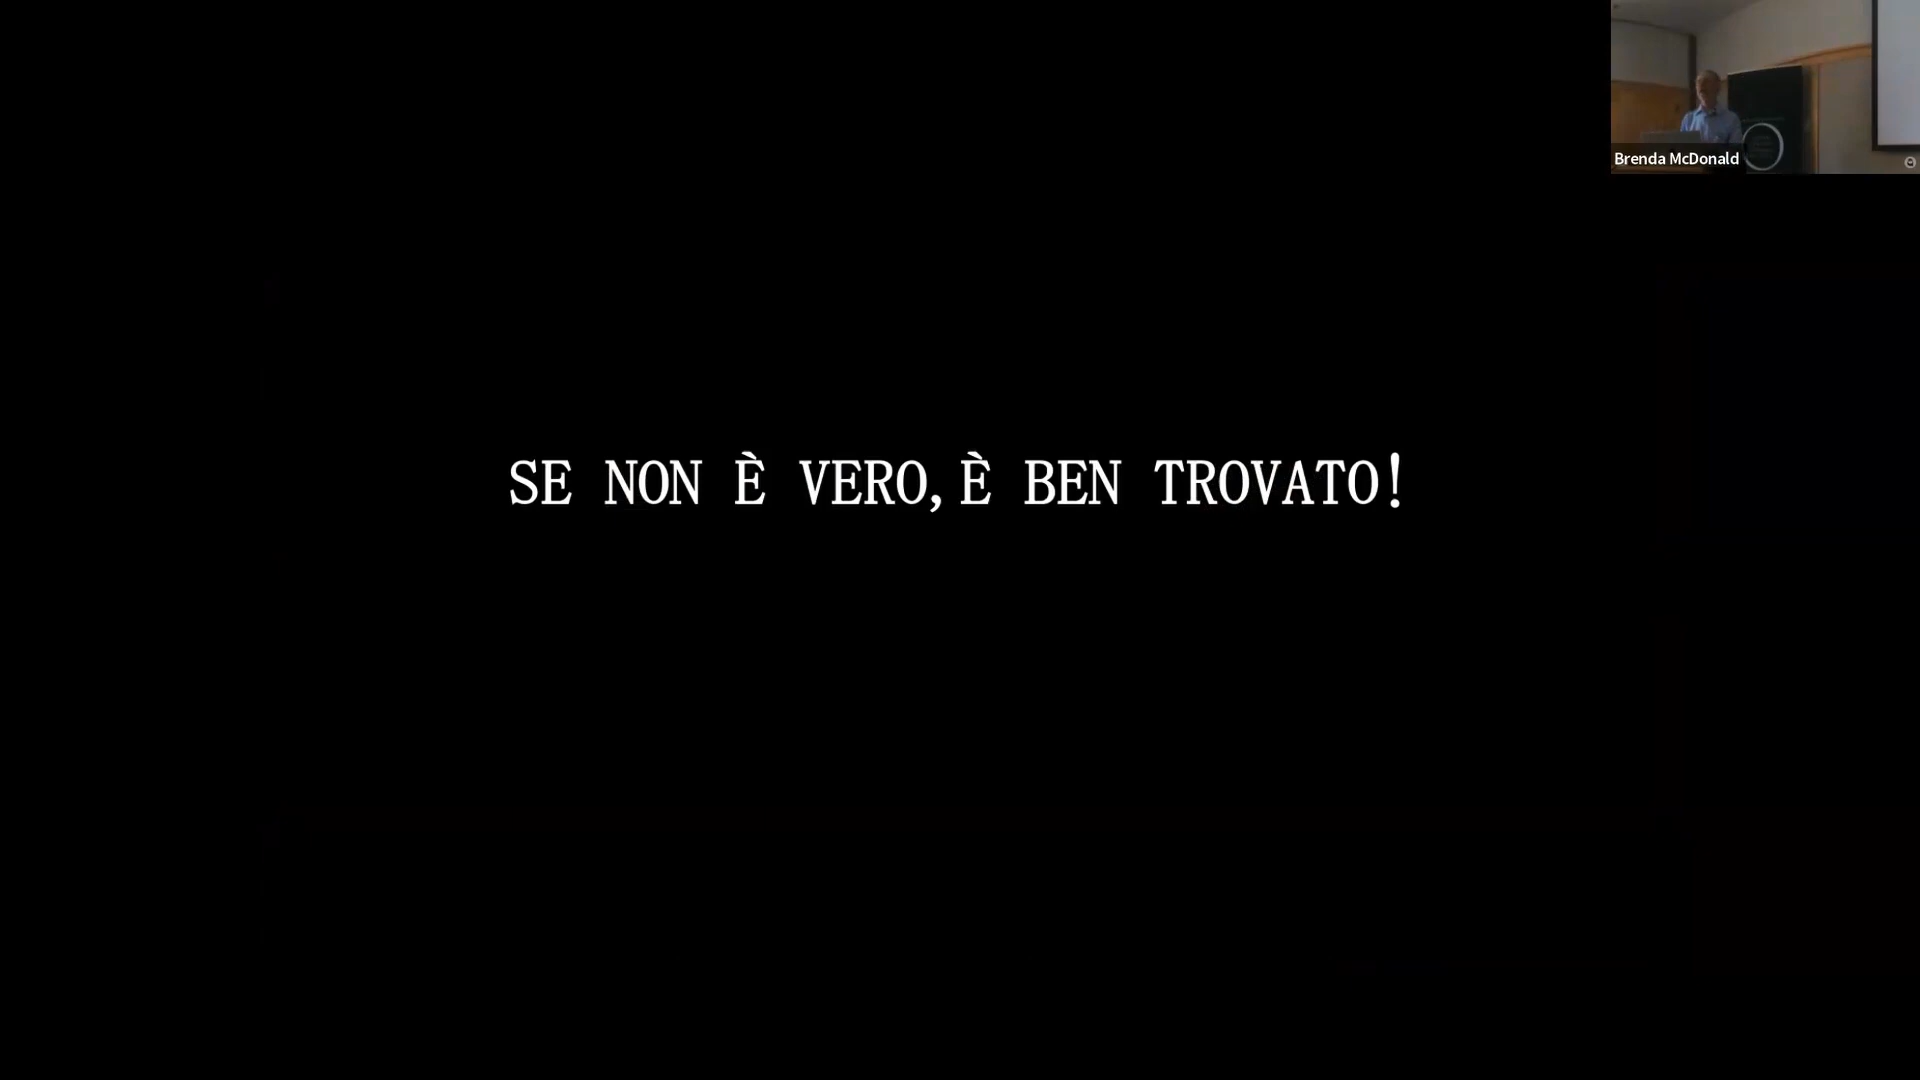 Brenda McDonald
SE NON È VERO, È BEN TROVATO!